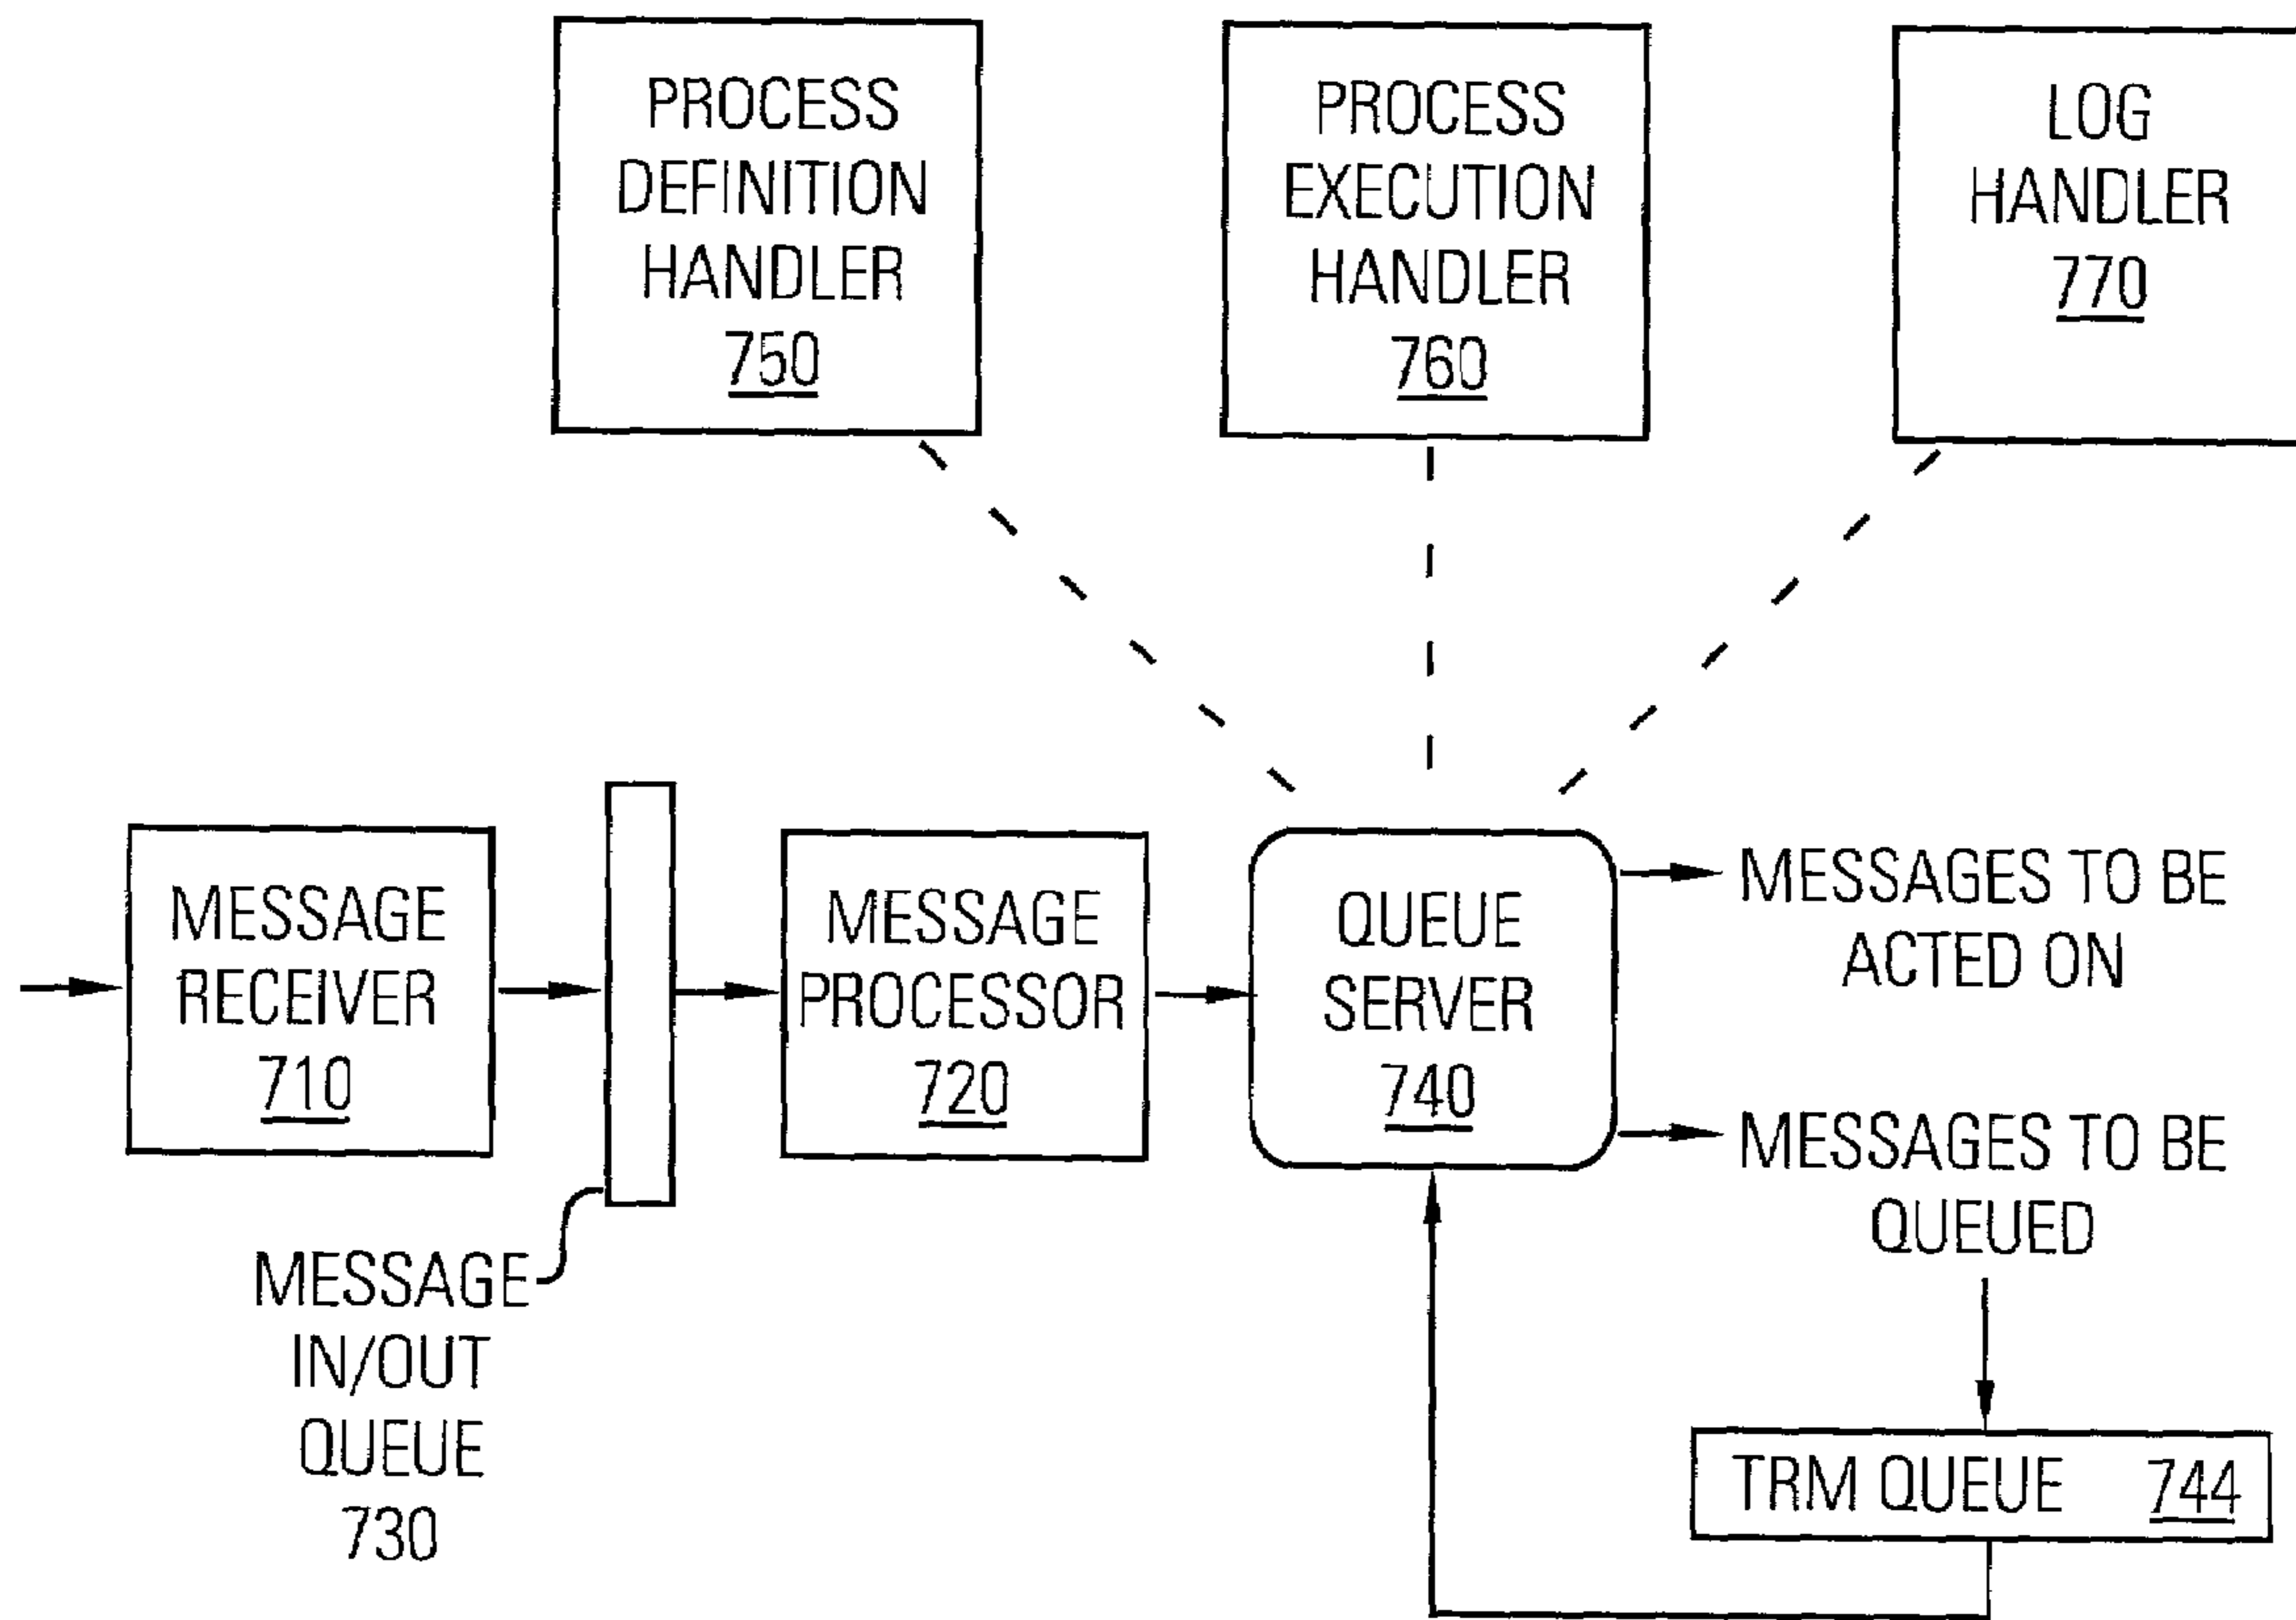 PROCESS
DEFINITION
HANDLER
750
PROCESS
EXECUTION
HANDLER
760
LOG
HANDLER
770
MESSAGE
RECEIVER
710
MESSAGE
IN/OUT
QUEUE
730
MESSAGE
PROCESSOR
720
QUEUE
SERVER
740
MESSAGES TO BE
ACTED ON
MESSAGES TO BE
QUEUED
TRM QUEUE 744